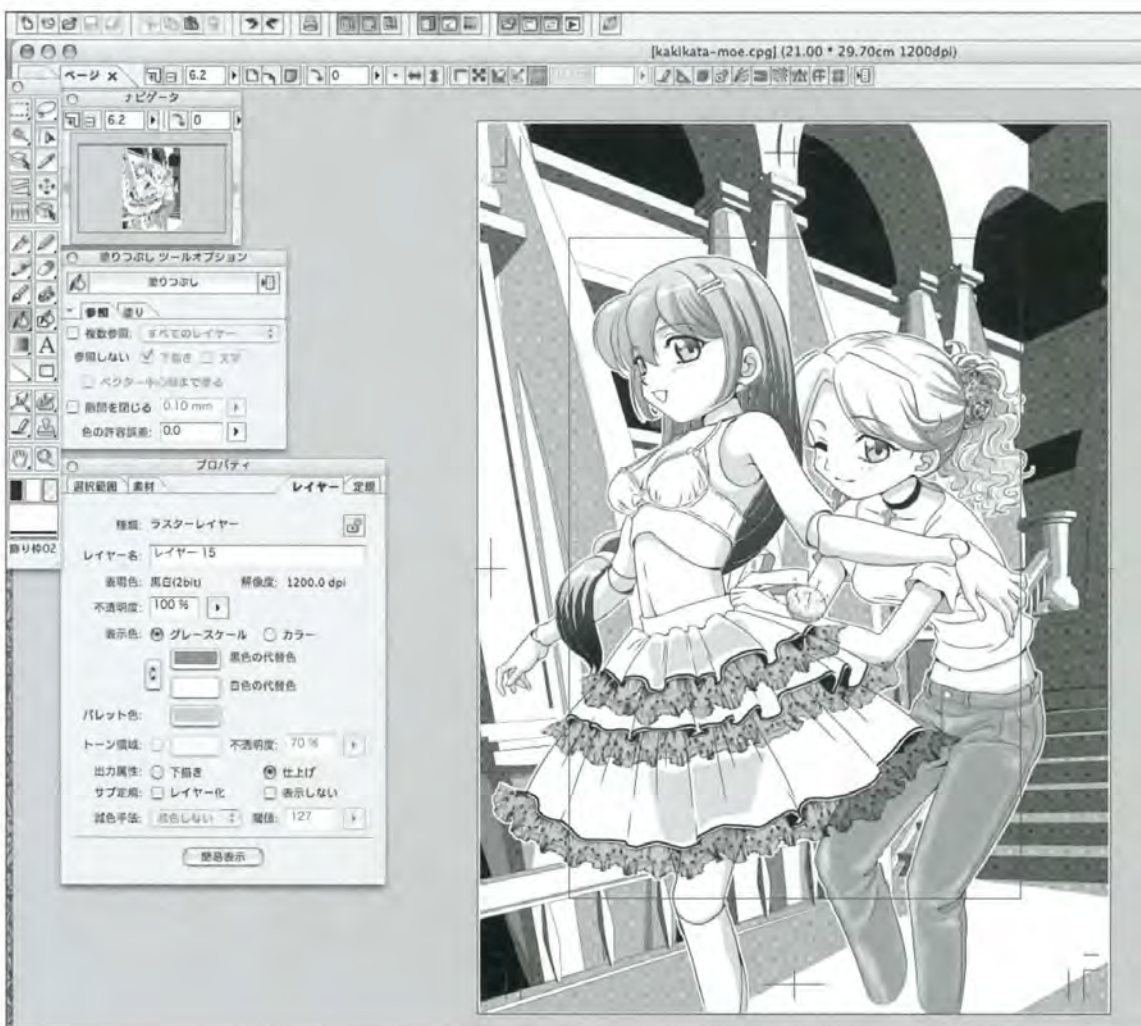 [kakikata-moe.cpg] (21.00 * 29.70cm 1200dpi)
ページ x 6.2 0
ナビゲータ
6.2 0
塗りつぶし ツールオプション
塗りつぶし
参照 塗り
複数参照: すべてのレイヤー
参照しない 下描き 文字
隙間を閉じる 0.10 mm
色の許容誤差: 0.0
プロパティ
選択範囲 素材 レイヤー 定規
種類: ラスターレイヤー
レイヤー名: レイヤー 15
表現色: 黒白(2bit) 解像度: 1200.0 dpi
不透明度: 100 %
表示色: グレースケール カラー
黒色の代替色
白色の代替色
パレット色:
トーン領域: 不透明度: 70 %
出力属性: 下描き 仕上げ
サブ定規: レイヤー化 表示しない
減色手法: 減色しない 閾値: 127
簡易表示
飾り枠02
A